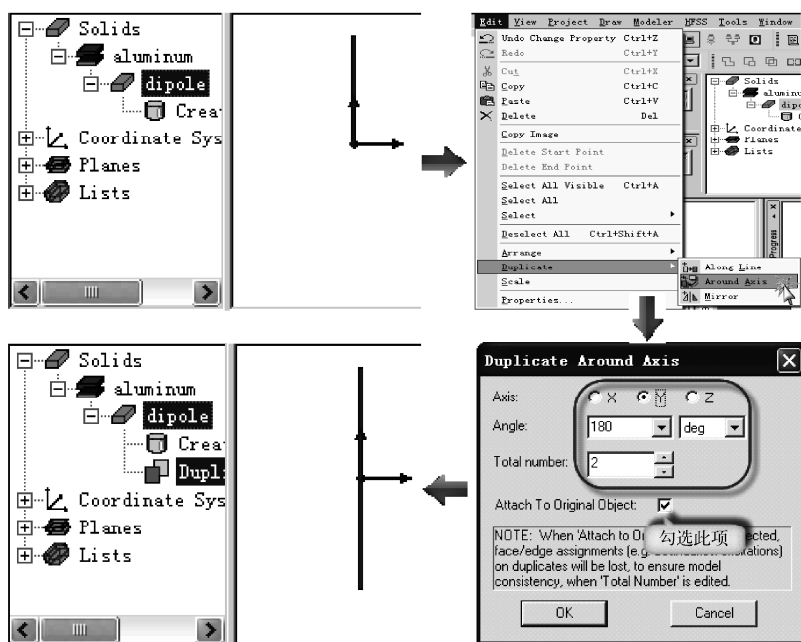 Solids
aluminum
dipole
Crea
Coordinate Sys
Planes
Lists
Edit View Project Draw Modeler HFSS Tools Window
Undo Change Property Ctrl+Z
Redo Ctrl+Y
Cut Ctrl+X
Copy Ctrl+C
Paste Ctrl+V
Delete Del
Copy Image
Delete Start Point
Delete End Point
Select All Visible Ctrl+A
Select All
Select
Deselect All Ctrl+Shift+A
Arrange
Duplicate
Scale
Properties...
Along Line
Around Axis
Mirror
Solids
aluminu
dipo
Coordinate
Planes
Lists
Progress
Solids
aluminum
dipole
Crea
Dupl
Coordinate Sys
Planes
Lists
Duplicate Around Axis
Axis: X Y Z
Angle: 180 deg
Total number: 2
Attach To Original Object:
勾选此项
NOTE: When 'Attach to O ected,
face/edge assignments (e.g. itations)
on duplicates will be lost, to ensure model
consistency, when 'Total Number' is edited.
OK Cancel